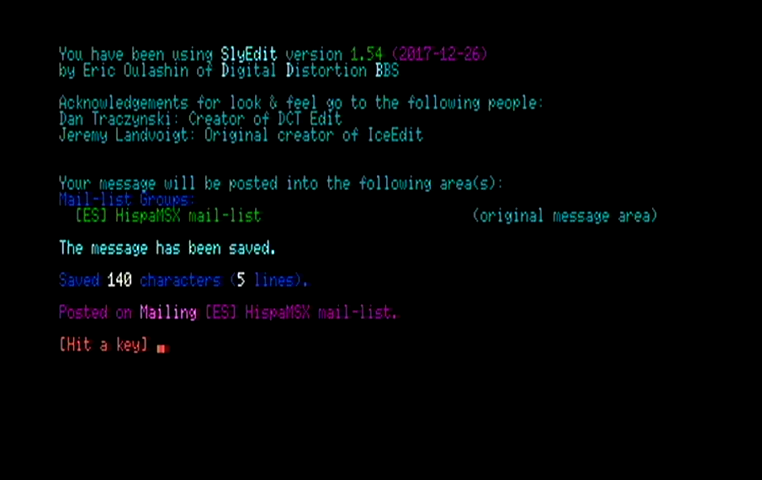 You have been using SlyEdit version 1.54 (2017-12-26)
by Eric Oulashin of Digital Distortion BBS
Acknowledgements for look & feel go to the following people:
Dan Traczynski: Creator of DCT Edit
Jeremy Landvoigt: Original creator of IceEdit
Your message will be posted into the following area(s):
Mail-list Groups:
[ES] HispaMSX mail-list (original message area)
The message has been saved.
Saved 140 characters (5 lines).
Posted on Mailing [ES] HispaMSX mail-list.
[Hit a key]